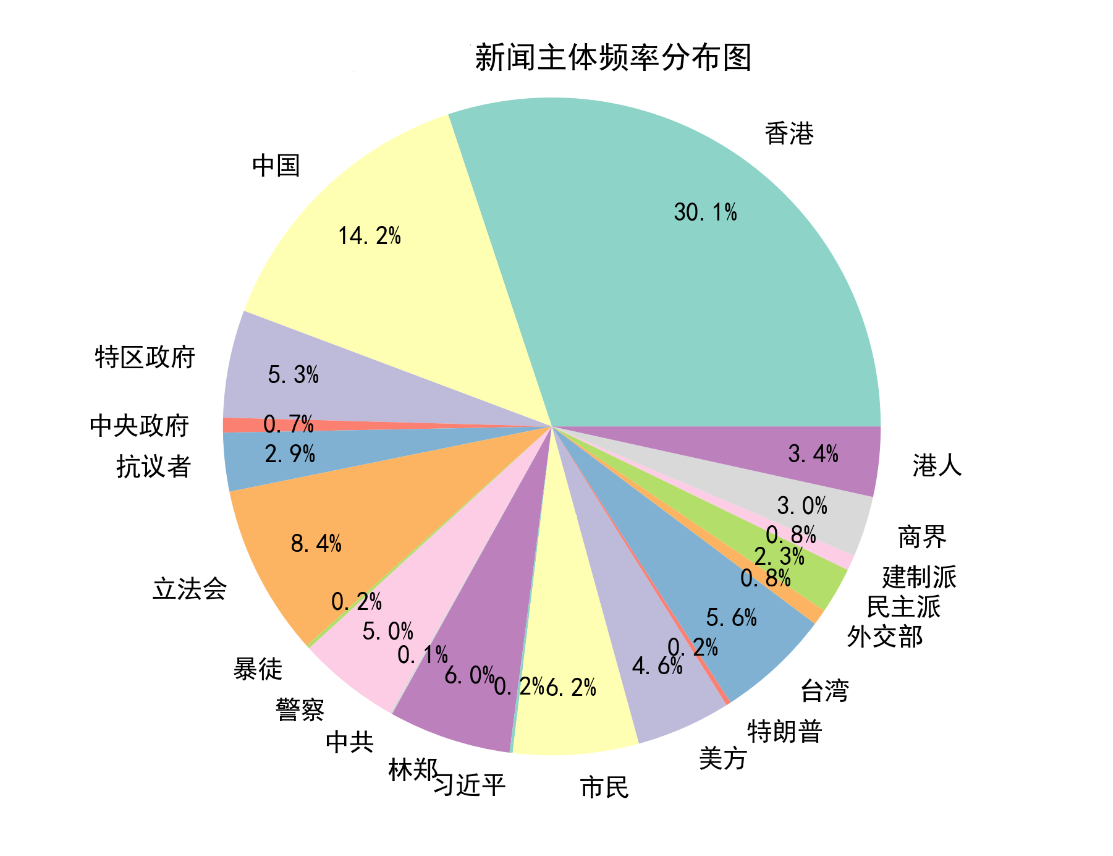 新闻主体频率分布图
香港
30.1%
中国
14.2%
特区政府
5.3%
中央政府
0.7%
抗议者
2.9%
立法会
8.4%
暴徒
0.2%
警察
5.0%
中共
0.1%
林郑
6.0%
习近平
0.2%
市民
6.2%
美方
4.6%
特朗普
0.2%
台湾
5.6%
外交部
0.8%
民主派
2.3%
建制派
0.8%
商界
3.0%
港人
3.4%